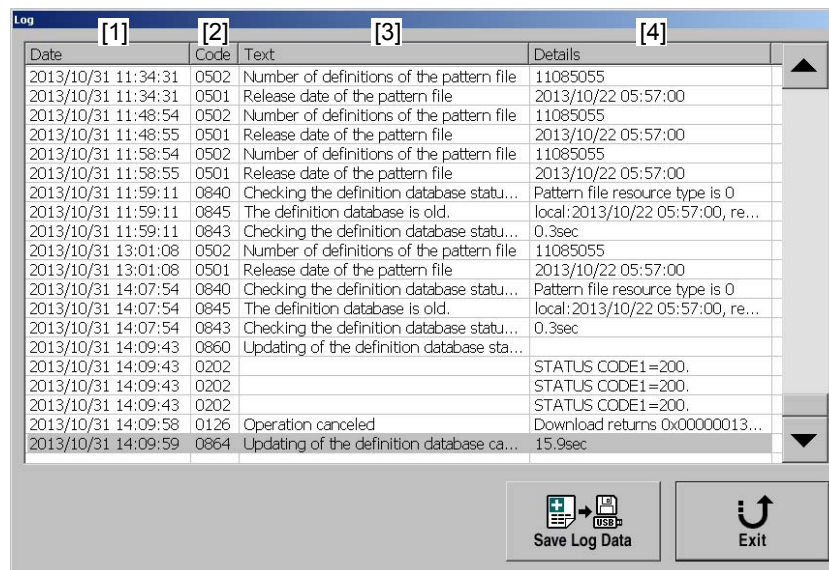 Log
[1] [2] [3] [4]
Date Code Text Details
2013/10/31 11:34:31 0502 Number of definitions of the pattern file 11085055
2013/10/31 11:34:31 0501 Release date of the pattern file 2013/10/22 05:57:00
2013/10/31 11:48:54 0502 Number of definitions of the pattern file 11085055
2013/10/31 11:48:55 0501 Release date of the pattern file 2013/10/22 05:57:00
2013/10/31 11:58:54 0502 Number of definitions of the pattern file 11085055
2013/10/31 11:58:55 0501 Release date of the pattern file 2013/10/22 05:57:00
2013/10/31 11:59:11 0840 Checking the definition database statu... Pattern file resource type is 0
2013/10/31 11:59:11 0845 The definition database is old. local:2013/10/22 05:57:00, re...
2013/10/31 11:59:11 0843 Checking the definition database statu... 0.3sec
2013/10/31 13:01:08 0502 Number of definitions of the pattern file 11085055
2013/10/31 13:01:08 0501 Release date of the pattern file 2013/10/22 05:57:00
2013/10/31 14:07:54 0840 Checking the definition database statu... Pattern file resource type is 0
2013/10/31 14:07:54 0845 The definition database is old. local:2013/10/22 05:57:00, re...
2013/10/31 14:07:54 0843 Checking the definition database statu... 0.3sec
2013/10/31 14:09:43 0860 Updating of the definition database sta...
2013/10/31 14:09:43 0202 STATUS CODE1=200.
2013/10/31 14:09:43 0202 STATUS CODE1=200.
2013/10/31 14:09:43 0202 STATUS CODE1=200.
2013/10/31 14:09:58 0126 Operation canceled Download returns 0x00000013...
2013/10/31 14:09:59 0864 Updating of the definition database ca... 15.9sec
USB
Save Log Data
Exit